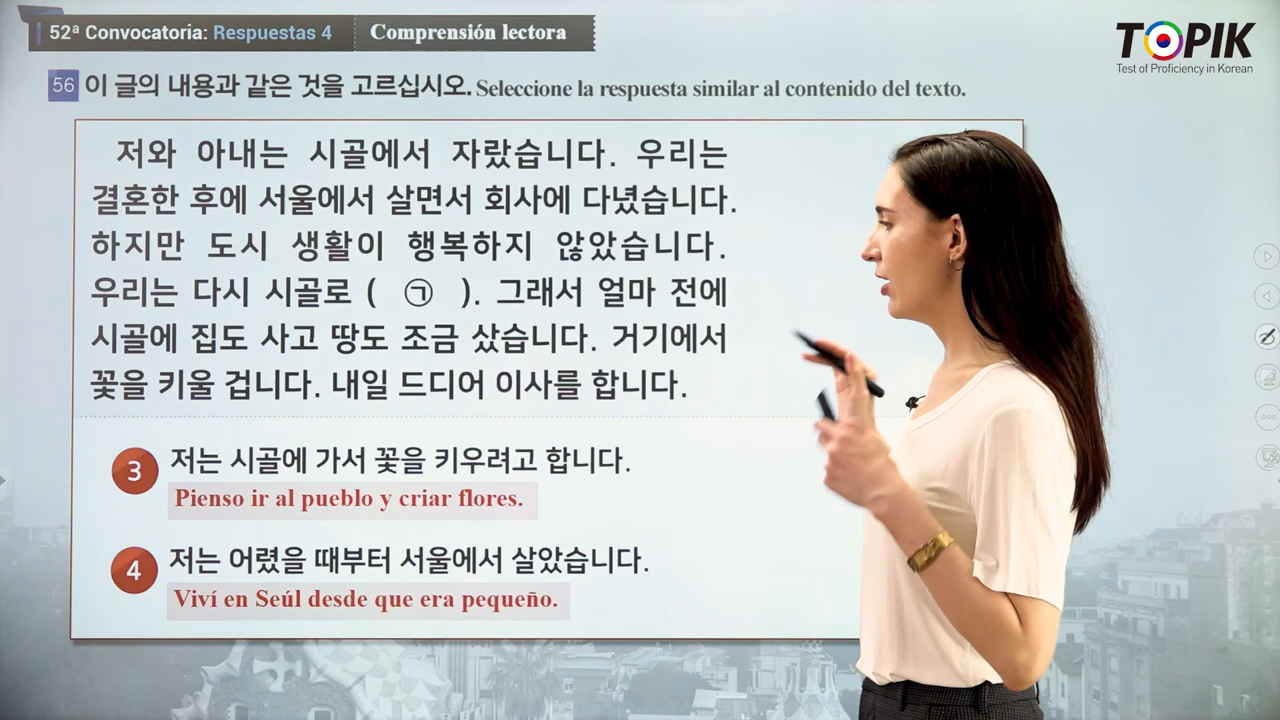 52ª Convocatoria: Respuestas 4 Comprensión lectora
TOPIK
Test of Proficiency in Korean
56 이 글의 내용과 같은 것을 고르십시오. Seleccione la respuesta similar al contenido del texto.
저와 아내는 시골에서 자랐습니다. 우리는
결혼한 후에 서울에서 살면서 회사에 다녔습니다.
하지만 도시 생활이 행복하지 않았습니다.
우리는 다시 시골로 ( ㉠ ). 그래서 얼마 전에
시골에 집도 사고 땅도 조금 샀습니다. 거기에서
꽃을 키울 겁니다. 내일 드디어 이사를 합니다.
3 저는 시골에 가서 꽃을 키우려고 합니다.
Pienso ir al pueblo y criar flores.
4 저는 어렸을 때부터 서울에서 살았습니다.
Viví en Seúl desde que era pequeño.